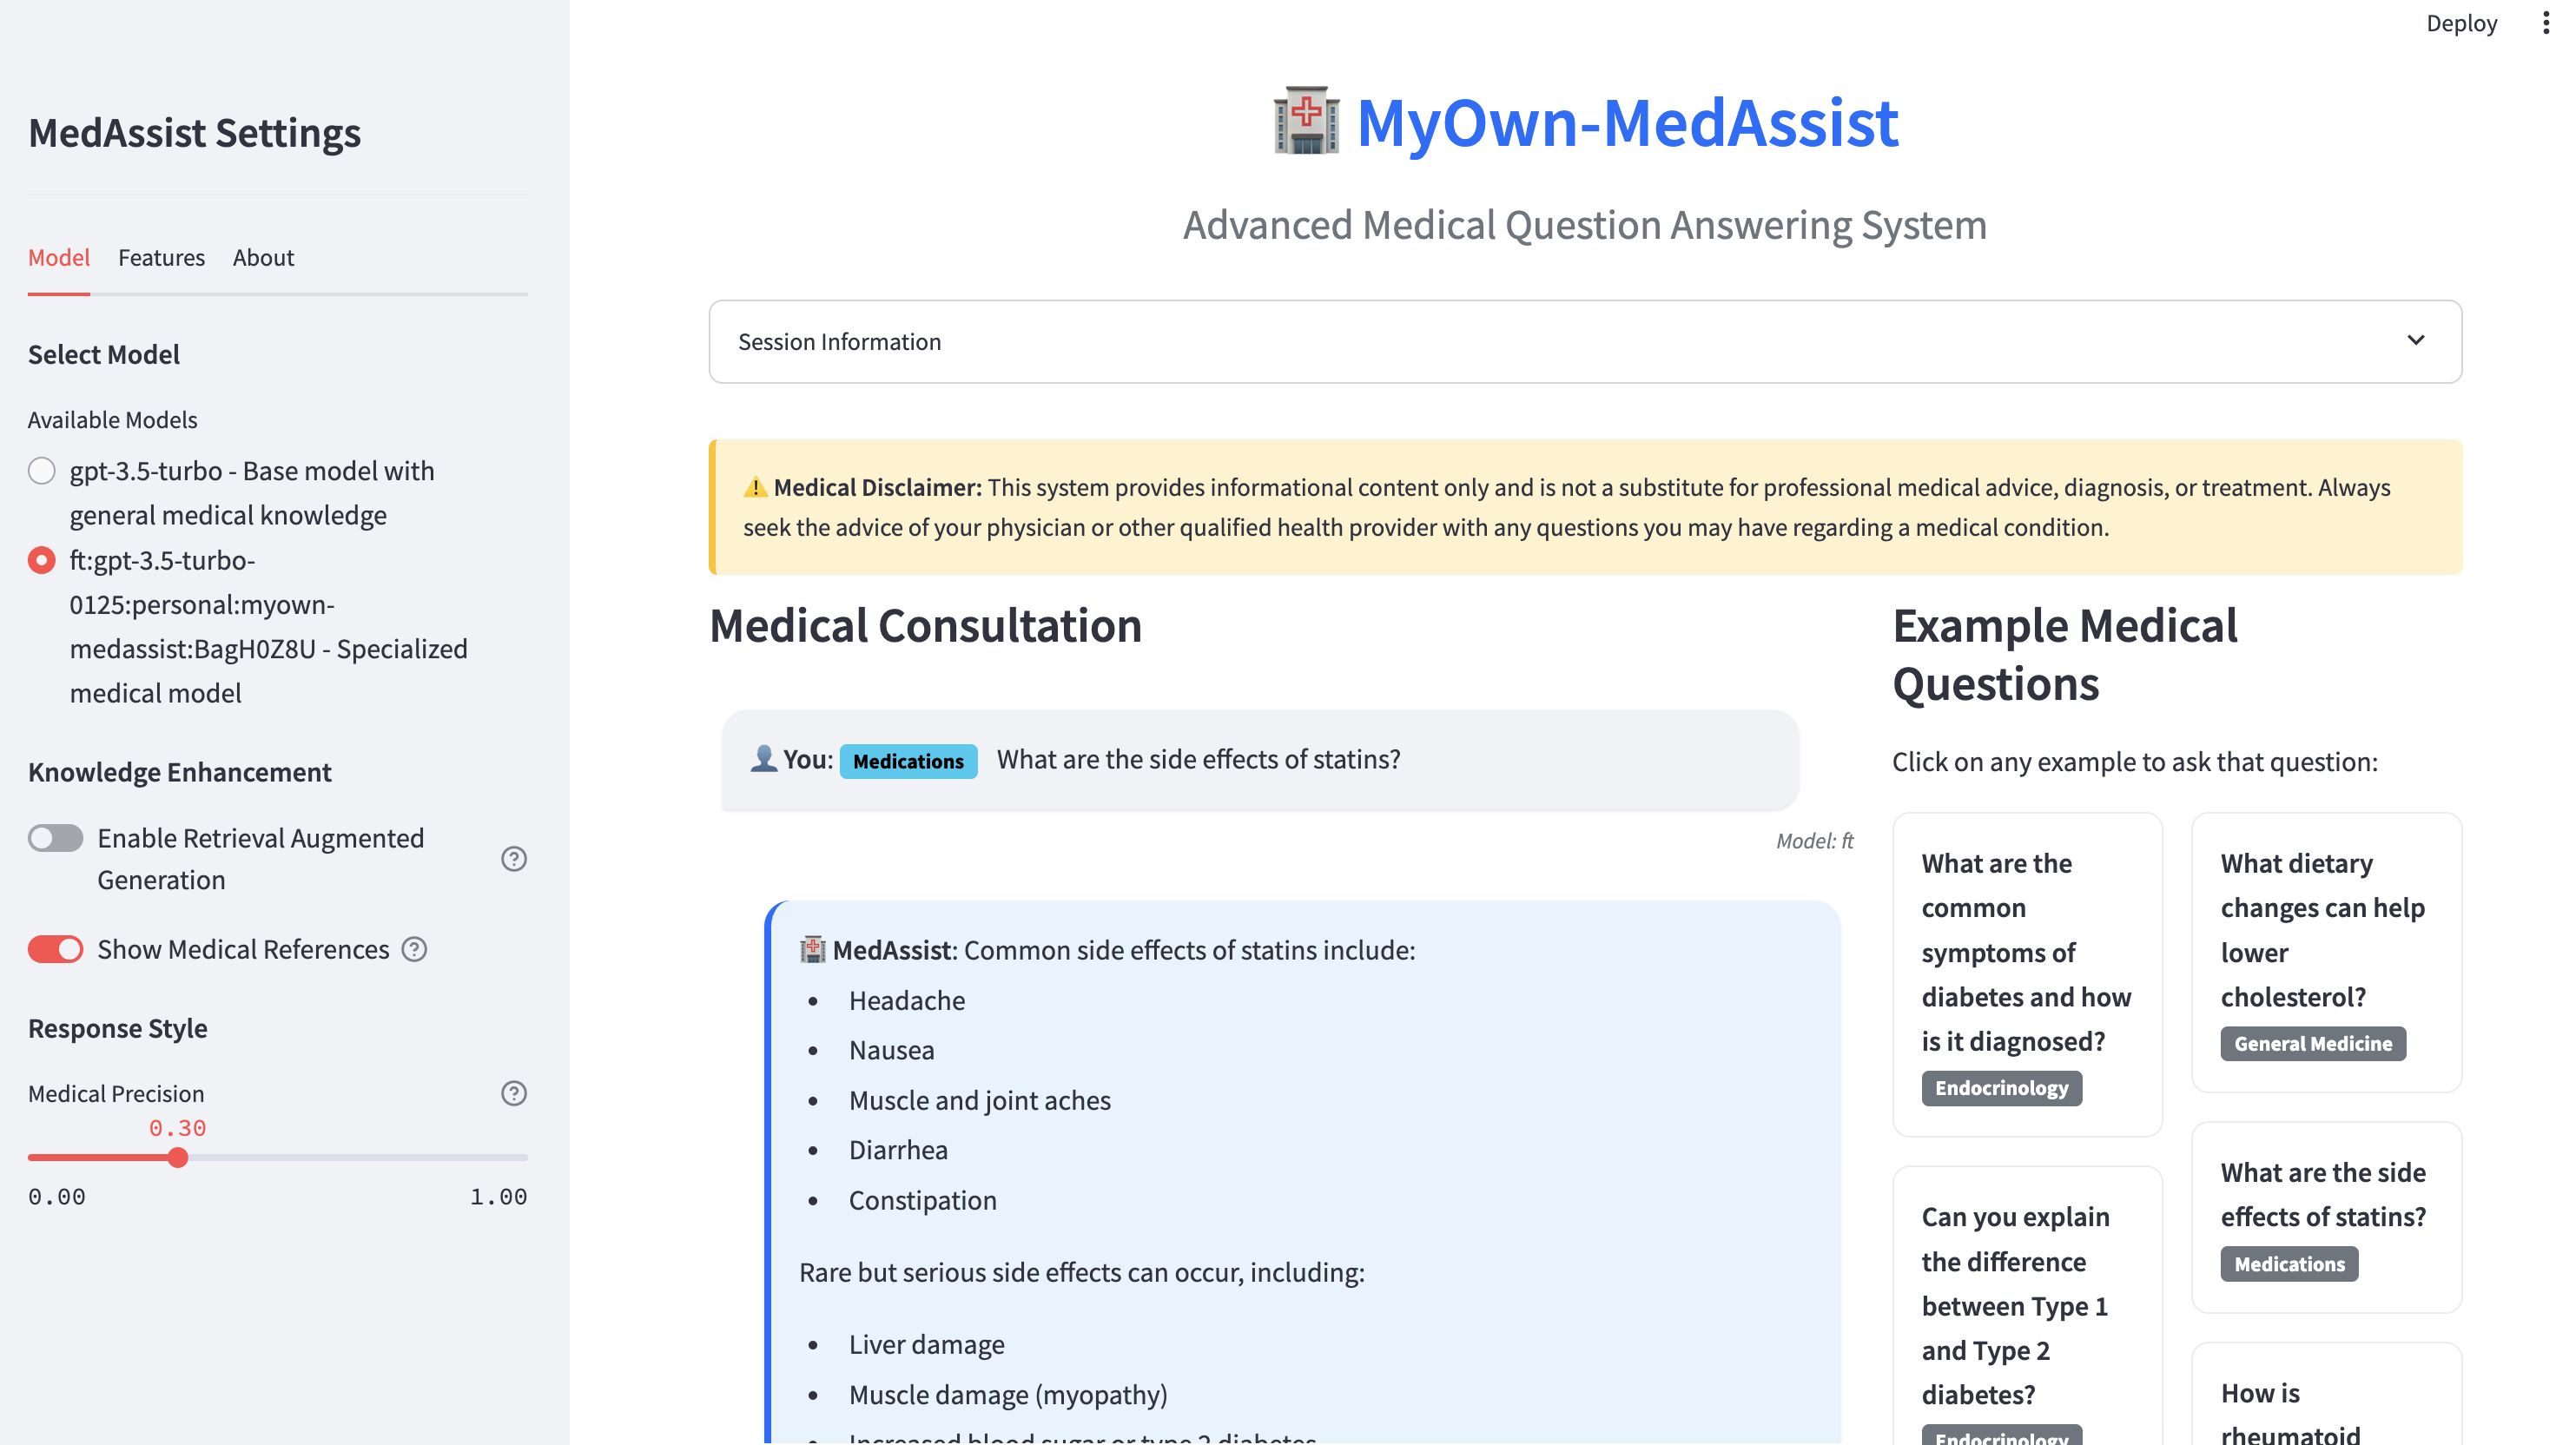 Deploy
MedAssist Settings
Model Features About
Select Model
Available Models
gpt-3.5-turbo - Base model with
general medical knowledge
ft:gpt-3.5-turbo-
0125:personal:myown-
medassist:BagH0Z8U - Specialized
medical model
Knowledge Enhancement
Enable Retrieval Augmented
Generation
Show Medical References
Response Style
Medical Precision
0.30
0.00 1.00
MyOwn-MedAssist
Advanced Medical Question Answering System
Session Information
Medical Disclaimer: This system provides informational content only and is not a substitute for professional medical advice, diagnosis, or treatment. Always
seek the advice of your physician or other qualified health provider with any questions you may have regarding a medical condition.
Medical Consultation
You: Medications What are the side effects of statins?
Model: ft
MedAssist: Common side effects of statins include:
• Headache
• Nausea
• Muscle and joint aches
• Diarrhea
• Constipation
Rare but serious side effects can occur, including:
• Liver damage
• Muscle damage (myopathy)
• Increased blood sugar or type 2 diabetes
Example Medical
Questions
Click on any example to ask that question:
What are the
common
symptoms of
diabetes and how
is it diagnosed?
Endocrinology
Can you explain
the difference
between Type 1
and Type 2
diabetes?
Endocrinology
What dietary
changes can help
lower
cholesterol?
General Medicine
What are the side
effects of statins?
Medications
How is
rheumatoid